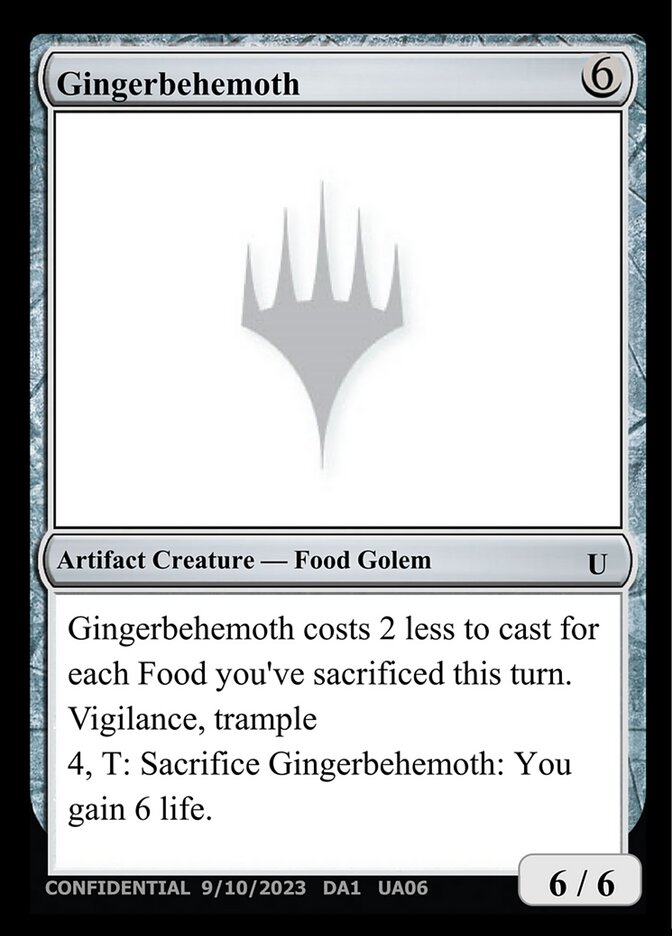 Gingerbehemoth 6
Artifact Creature — Food Golem U
Gingerbehemoth costs 2 less to cast for
each Food you've sacrificed this turn.
Vigilance, trample
4, T: Sacrifice Gingerbehemoth: You
gain 6 life.
CONFIDENTIAL 9/10/2023 DA1 UA06
6 / 6